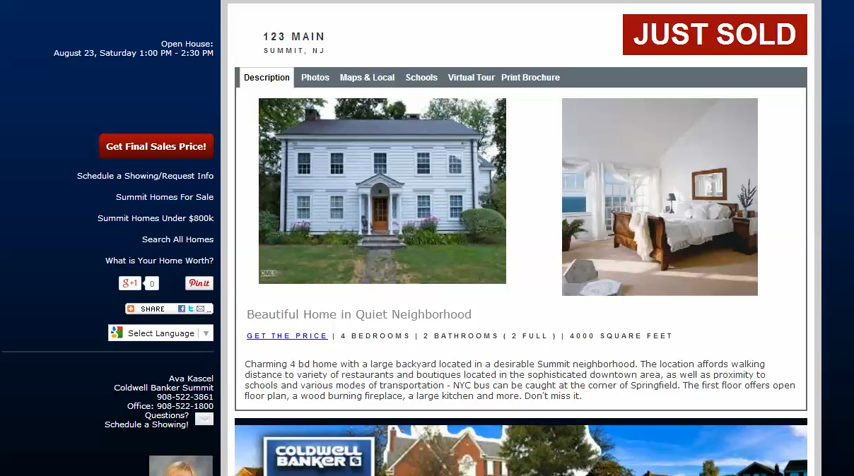 Open House:
August 23, Saturday 1:00 PM - 2:30 PM
Get Final Sales Price!
Schedule a Showing/Request Info
Summit Homes For Sale
Summit Homes Under $800k
Search All Homes
What is Your Home Worth?
g+1 0 Pin it
SHARE
Select Language
Ava Kascel
Coldwell Banker Summit
908-522-3861
Office: 908-522-1800
Questions?
Schedule a Showing!
123 MAIN
SUMMIT, NJ
JUST SOLD
Description Photos Maps & Local Schools Virtual Tour Print Brochure
Beautiful Home in Quiet Neighborhood
GET THE PRICE | 4 BEDROOMS | 2 BATHROOMS ( 2 FULL ) | 4000 SQUARE FEET
Charming 4 bd home with a large backyard located in a desirable Summit neighborhood. The location affords walking
distance to variety of restaurants and boutiques located in the sophisticated downtown area, as well as proximity to
schools and various modes of transportation - NYC bus can be caught at the corner of Springfield. The first floor offers open
floor plan, a wood burning fireplace, a large kitchen and more. Don't miss it.
COLDWELL
BANKER